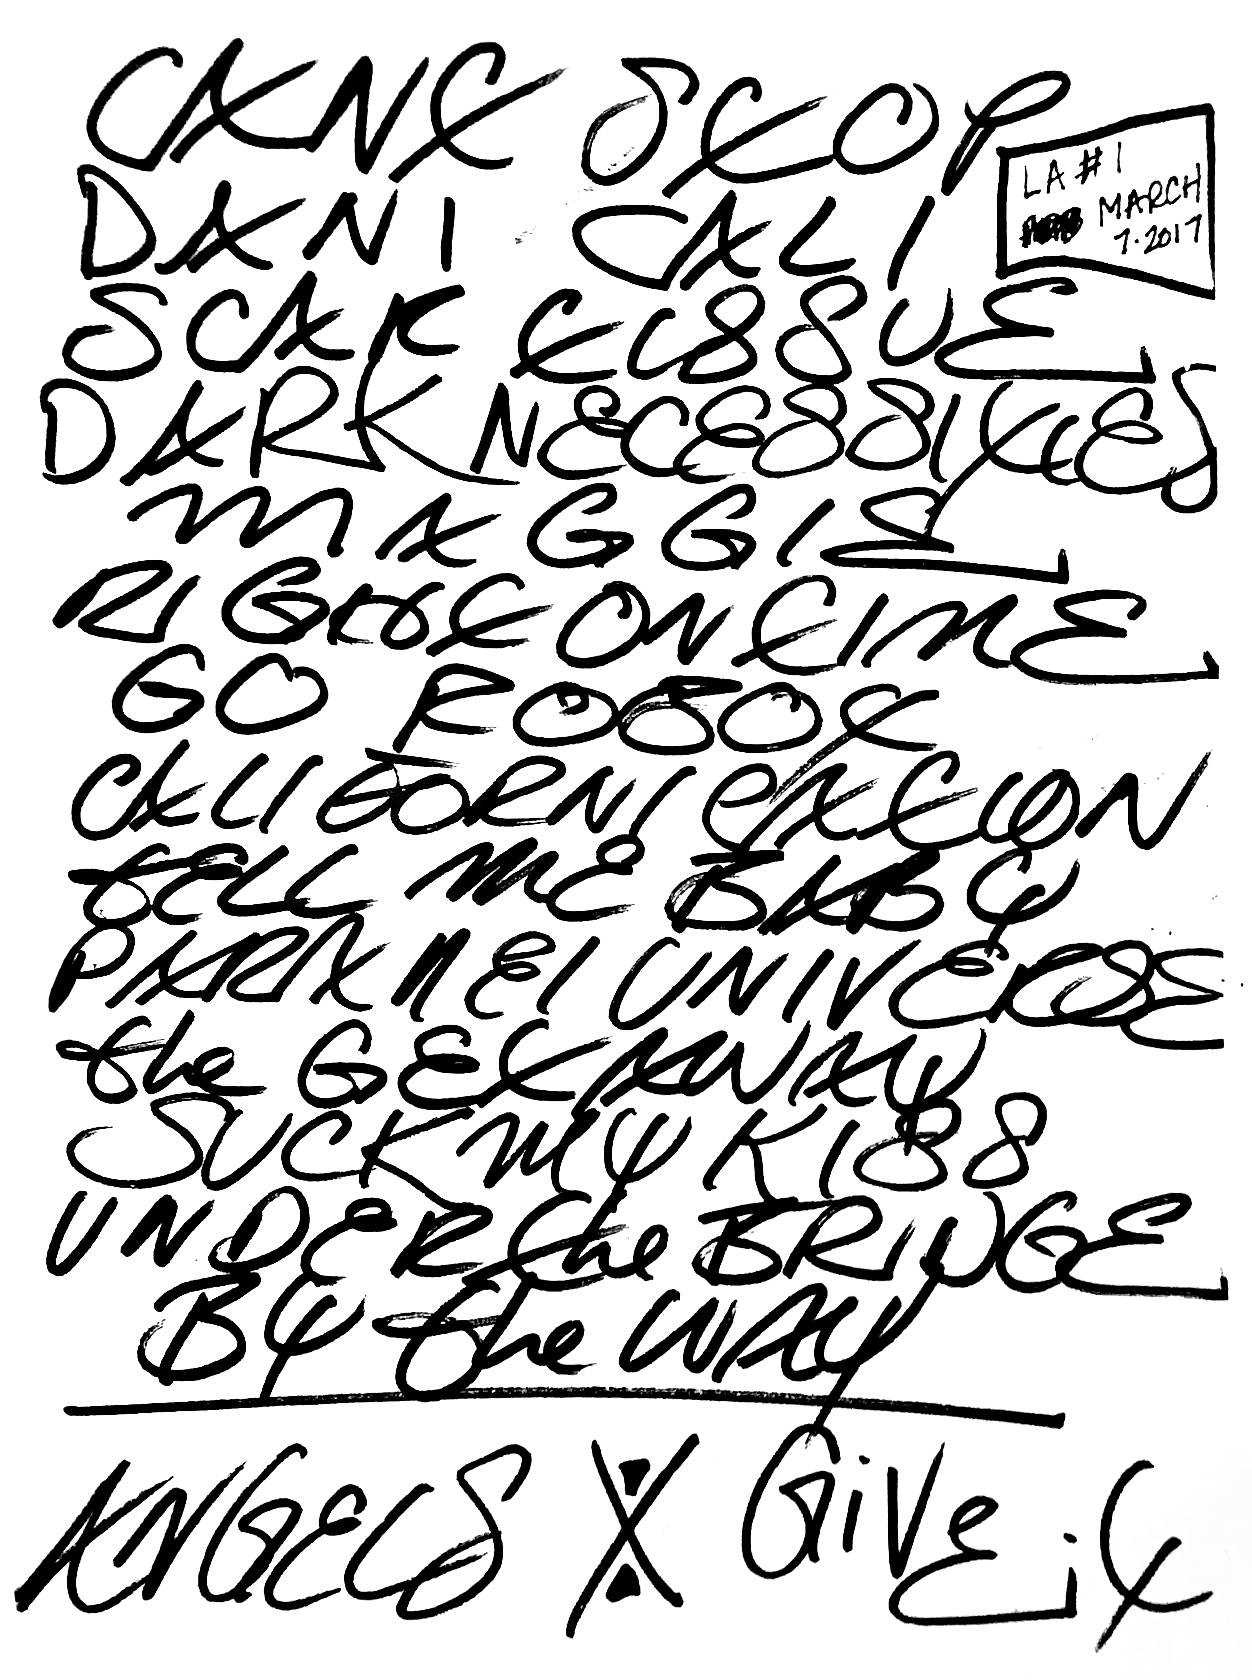 CANT STOP
LA #1
MARCH
7.2017
DANI CALI
SCAR TISSUE
DARK NECESSITIES
MAGGIE
RIGHT ON TIME
GO ROBOT
CALIFORNICATION
tELL ME BABY
PARALLEL UNIVERSE
the GETAWAY
SUCK MY KISS
UNDER the BRIDGE
BY the WAY
ANGELS X GIVE it